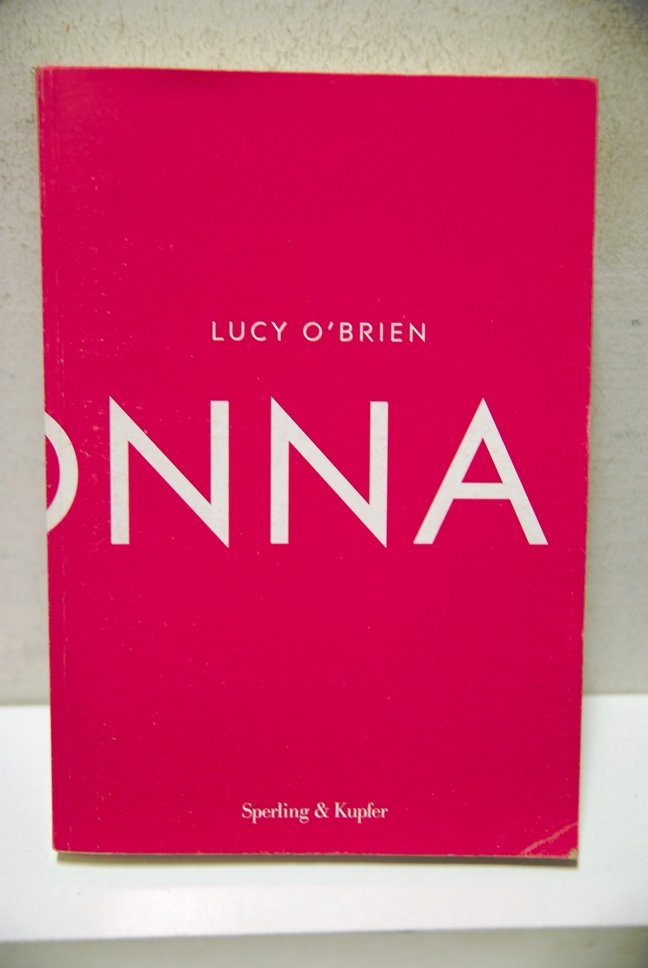 LUCY O'BRIEN
ONNA
Sperling & Kupfer